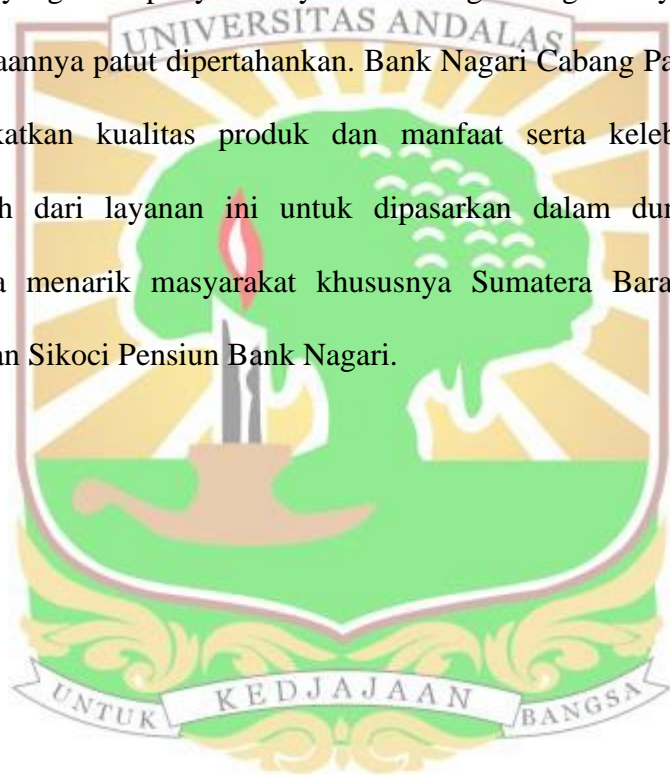 UNIVERSITAS ANDALAS
aannya patut dipertahankan. Bank Nagari Cabang Pa
katkan kualitas produk dan manfaat serta keleb
h dari layanan ini untuk dipasarkan dalam du
a menarik masyarakat khususnya Sumatera Bara
an Sikoci Pensiun Bank Nagari.
UNTUK KEDJAJAAN BANGSA